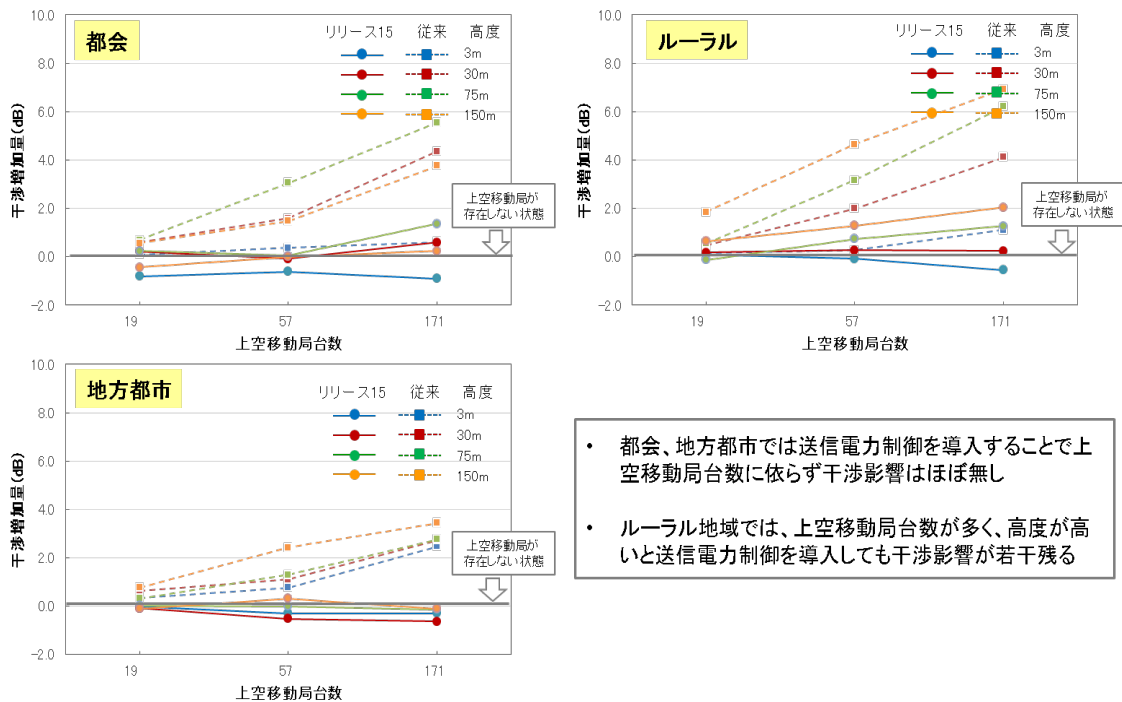 都会
リリース15 従来 高度
3m
30m
75m
150m
10.0
8.0
6.0
4.0
2.0
0.0
-2.0
干渉増加量(dB)
上空移動局が
存在しない状態
19 57 171
上空移動局台数
ルーラル
リリース15 従来 高度
3m
30m
75m
150m
10.0
8.0
6.0
4.0
2.0
0.0
-2.0
干渉増加量(dB)
上空移動局が
存在しない状態
19 57 171
上空移動局台数
地方都市
リリース15 従来 高度
3m
30m
75m
150m
10.0
8.0
6.0
4.0
2.0
0.0
-2.0
干渉増加量(dB)
上空移動局が
存在しない状態
19 57 171
上空移動局台数
• 都会、地方都市では送信電力制御を導入することで上
空移動局台数に依らず干渉影響はほぼ無し
• ルーラル地域では、上空移動局台数が多く、高度が高
いと送信電力制御を導入しても干渉影響が若干残る